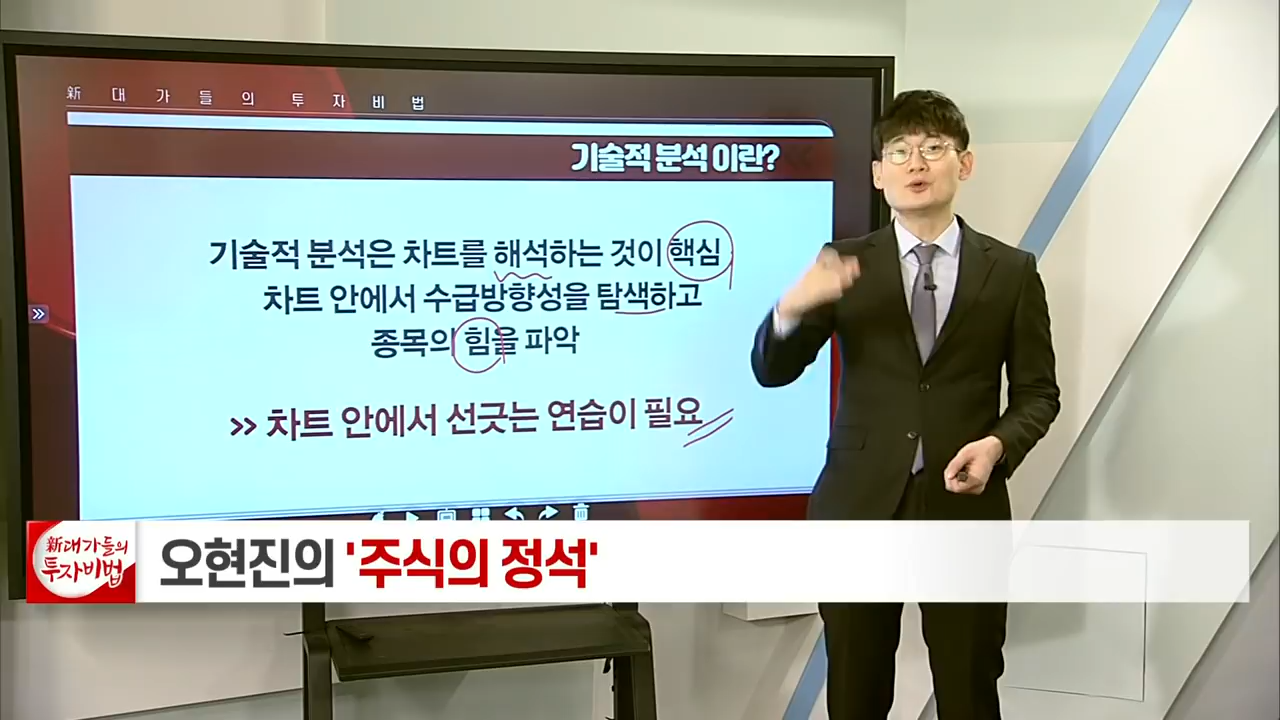 新 대 가 들 의 투 자 비 법
기술적 분석 이란?
기술적 분석은 차트를 해석하는 것이 핵심
차트 안에서 수급방향성을 탐색하고
종목의 힘을 파악
>> 차트 안에서 선긋는 연습이 필요
新대가들의
투자비법
오현진의 '주식의 정석'